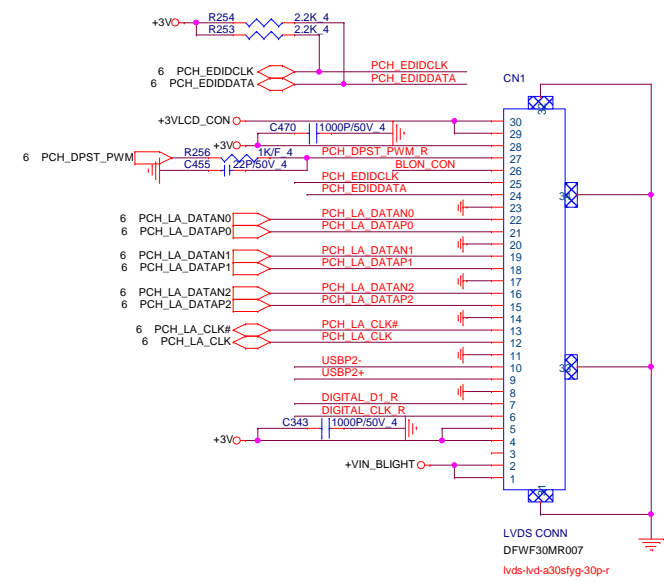 R254 2.2K_4
+3V
R253 2.2K_4
6 PCH_EDIDCLK PCH_EDIDCLK
6 PCH_EDIDDATA PCH_EDIDDATA
CN1
+3VLCD_CON 30
C470 1000P/50V_4 29
+3V 28
6 PCH_DPST_PWM R256 1K/F_4 PCH_DPST_PWM_R 27
C455 22P/50V_4 BLON_CON 26
PCH_EDIDCLK 25
PCH_EDIDDATA 24
23
34
6 PCH_LA_DATAN0 PCH_LA_DATAN0 22
6 PCH_LA_DATAP0 PCH_LA_DATAP0 21
20
6 PCH_LA_DATAN1 PCH_LA_DATAN1 19
6 PCH_LA_DATAP1 PCH_LA_DATAP1 18
17
6 PCH_LA_DATAN2 PCH_LA_DATAN2 16
6 PCH_LA_DATAP2 PCH_LA_DATAP2 15
14
6 PCH_LA_CLK# PCH_LA_CLK# 13
6 PCH_LA_CLK PCH_LA_CLK 12
11
USBP2- 10
33
USBP2+ 9
8
DIGITAL_D1_R 7
DIGITAL_CLK_R 6
C343 1000P/50V_4 5
+3V 4
3
+VIN_BLIGHT 2
1
31
LVDS CONN
DFWF30MR007
lvds-lvd-a30sfyg-30p-r